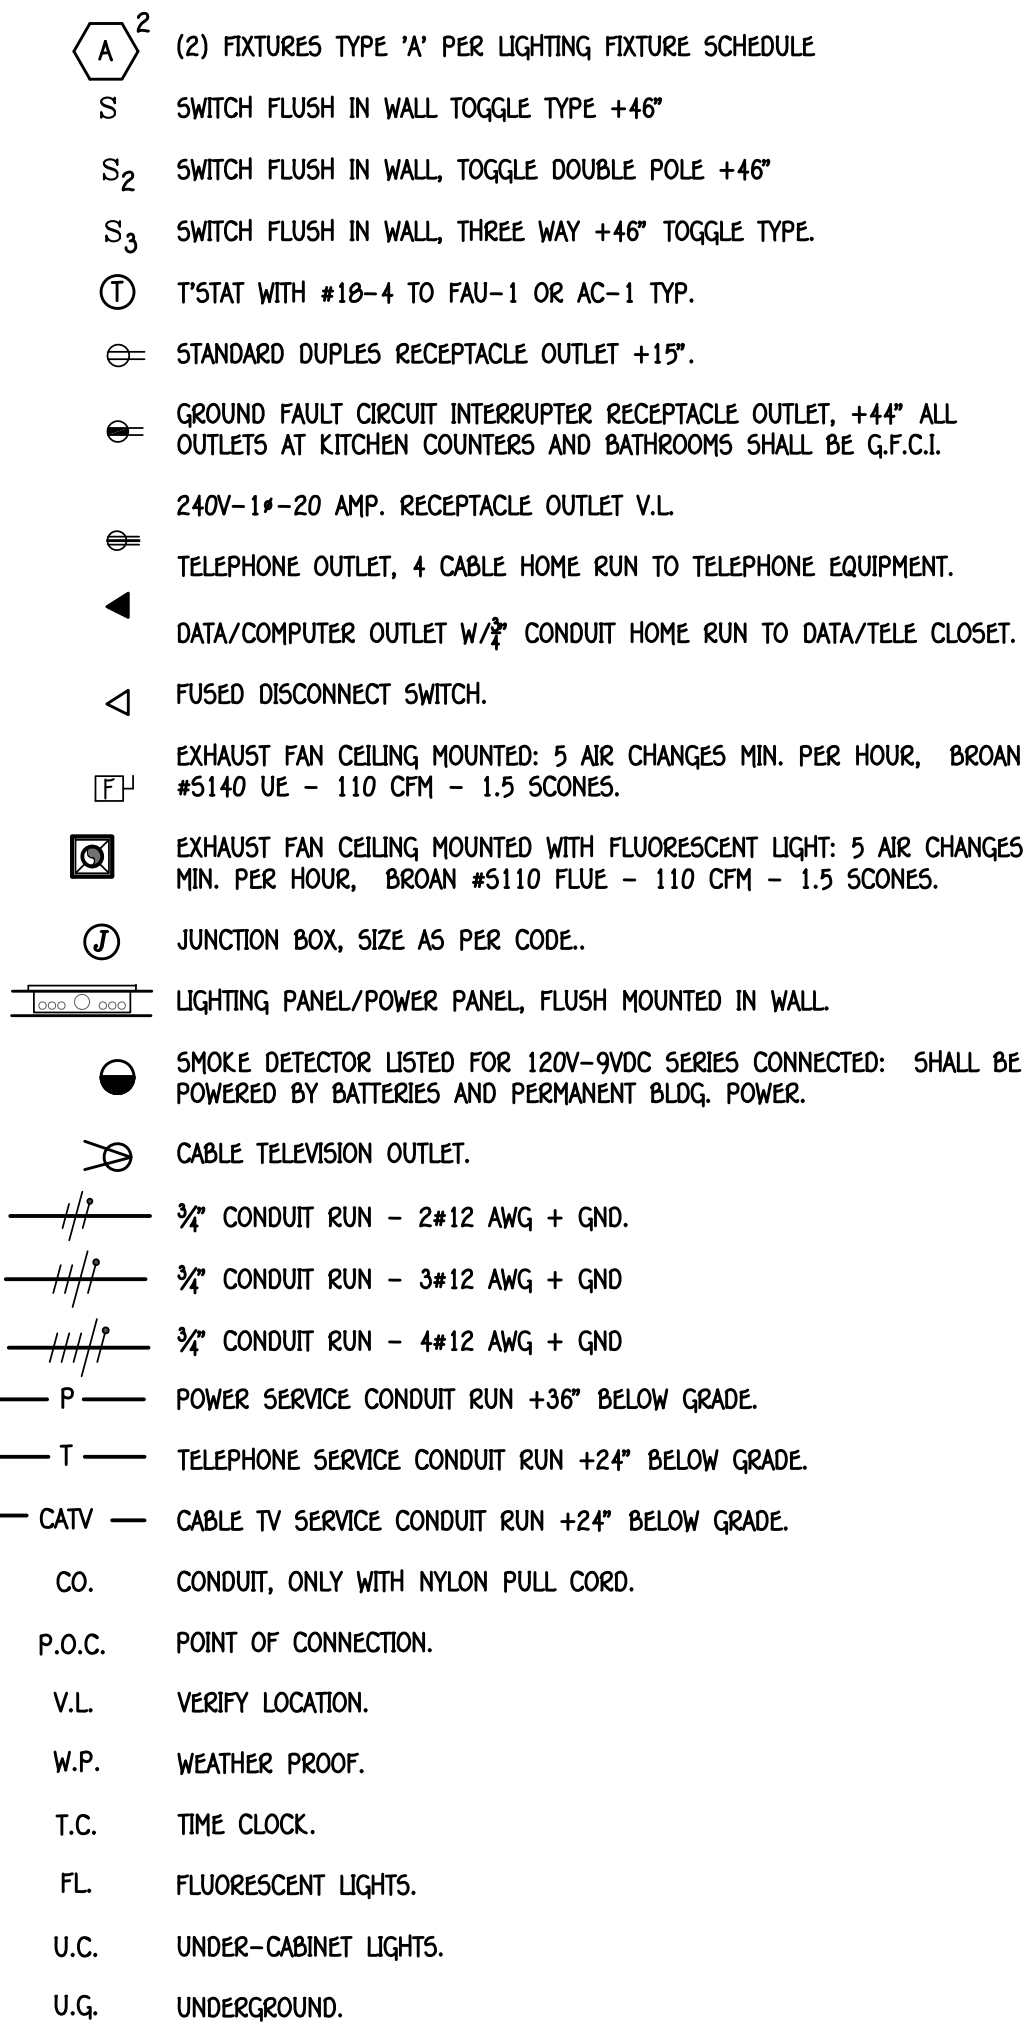 A 2 (2) FIXTURES TYPE 'A' PER LIGHTING FIXTURE SCHEDULE
S SWITCH FLUSH IN WALL TOGGLE TYPE +46"
S2 SWITCH FLUSH IN WALL, TOGGLE DOUBLE POLE +46"
S3 SWITCH FLUSH IN WALL, THREE WAY +46" TOGGLE TYPE.
T T'STAT WITH #18-4 TO FAU-1 OR AC-1 TYP.
STANDARD DUPLES RECEPTACLE OUTLET +15".
GROUND FAULT CIRCUIT INTERRUPTER RECEPTACLE OUTLET, +44" ALL
OUTLETS AT KITCHEN COUNTERS AND BATHROOMS SHALL BE G.F.C.I.
240V-1ø-20 AMP. RECEPTACLE OUTLET V.L.
TELEPHONE OUTLET, 4 CABLE HOME RUN TO TELEPHONE EQUIPMENT.
DATA/COMPUTER OUTLET W/3/4" CONDUIT HOME RUN TO DATA/TELE CLOSET.
FUSED DISCONNECT SWITCH.
EXHAUST FAN CEILING MOUNTED: 5 AIR CHANGES MIN. PER HOUR, BROAN
F #S140 UE - 110 CFM - 1.5 SCONES.
EXHAUST FAN CEILING MOUNTED WITH FLUORESCENT LIGHT: 5 AIR CHANGES
MIN. PER HOUR, BROAN #S110 FLUE - 110 CFM - 1.5 SCONES.
J JUNCTION BOX, SIZE AS PER CODE..
LIGHTING PANEL/POWER PANEL, FLUSH MOUNTED IN WALL.
SMOKE DETECTOR LISTED FOR 120V-9VDC SERIES CONNECTED: SHALL BE
POWERED BY BATTERIES AND PERMANENT BLDG. POWER.
CABLE TELEVISION OUTLET.
3/4" CONDUIT RUN - 2#12 AWG + GND.
3/4" CONDUIT RUN - 3#12 AWG + GND
3/4" CONDUIT RUN - 4#12 AWG + GND
P POWER SERVICE CONDUIT RUN +36" BELOW GRADE.
T TELEPHONE SERVICE CONDUIT RUN +24" BELOW GRADE.
CATV CABLE TV SERVICE CONDUIT RUN +24" BELOW GRADE.
CO. CONDUIT, ONLY WITH NYLON PULL CORD.
P.O.C. POINT OF CONNECTION.
V.L. VERIFY LOCATION.
W.P. WEATHER PROOF.
T.C. TIME CLOCK.
FL. FLUORESCENT LIGHTS.
U.C. UNDER-CABINET LIGHTS.
U.G. UNDERGROUND.